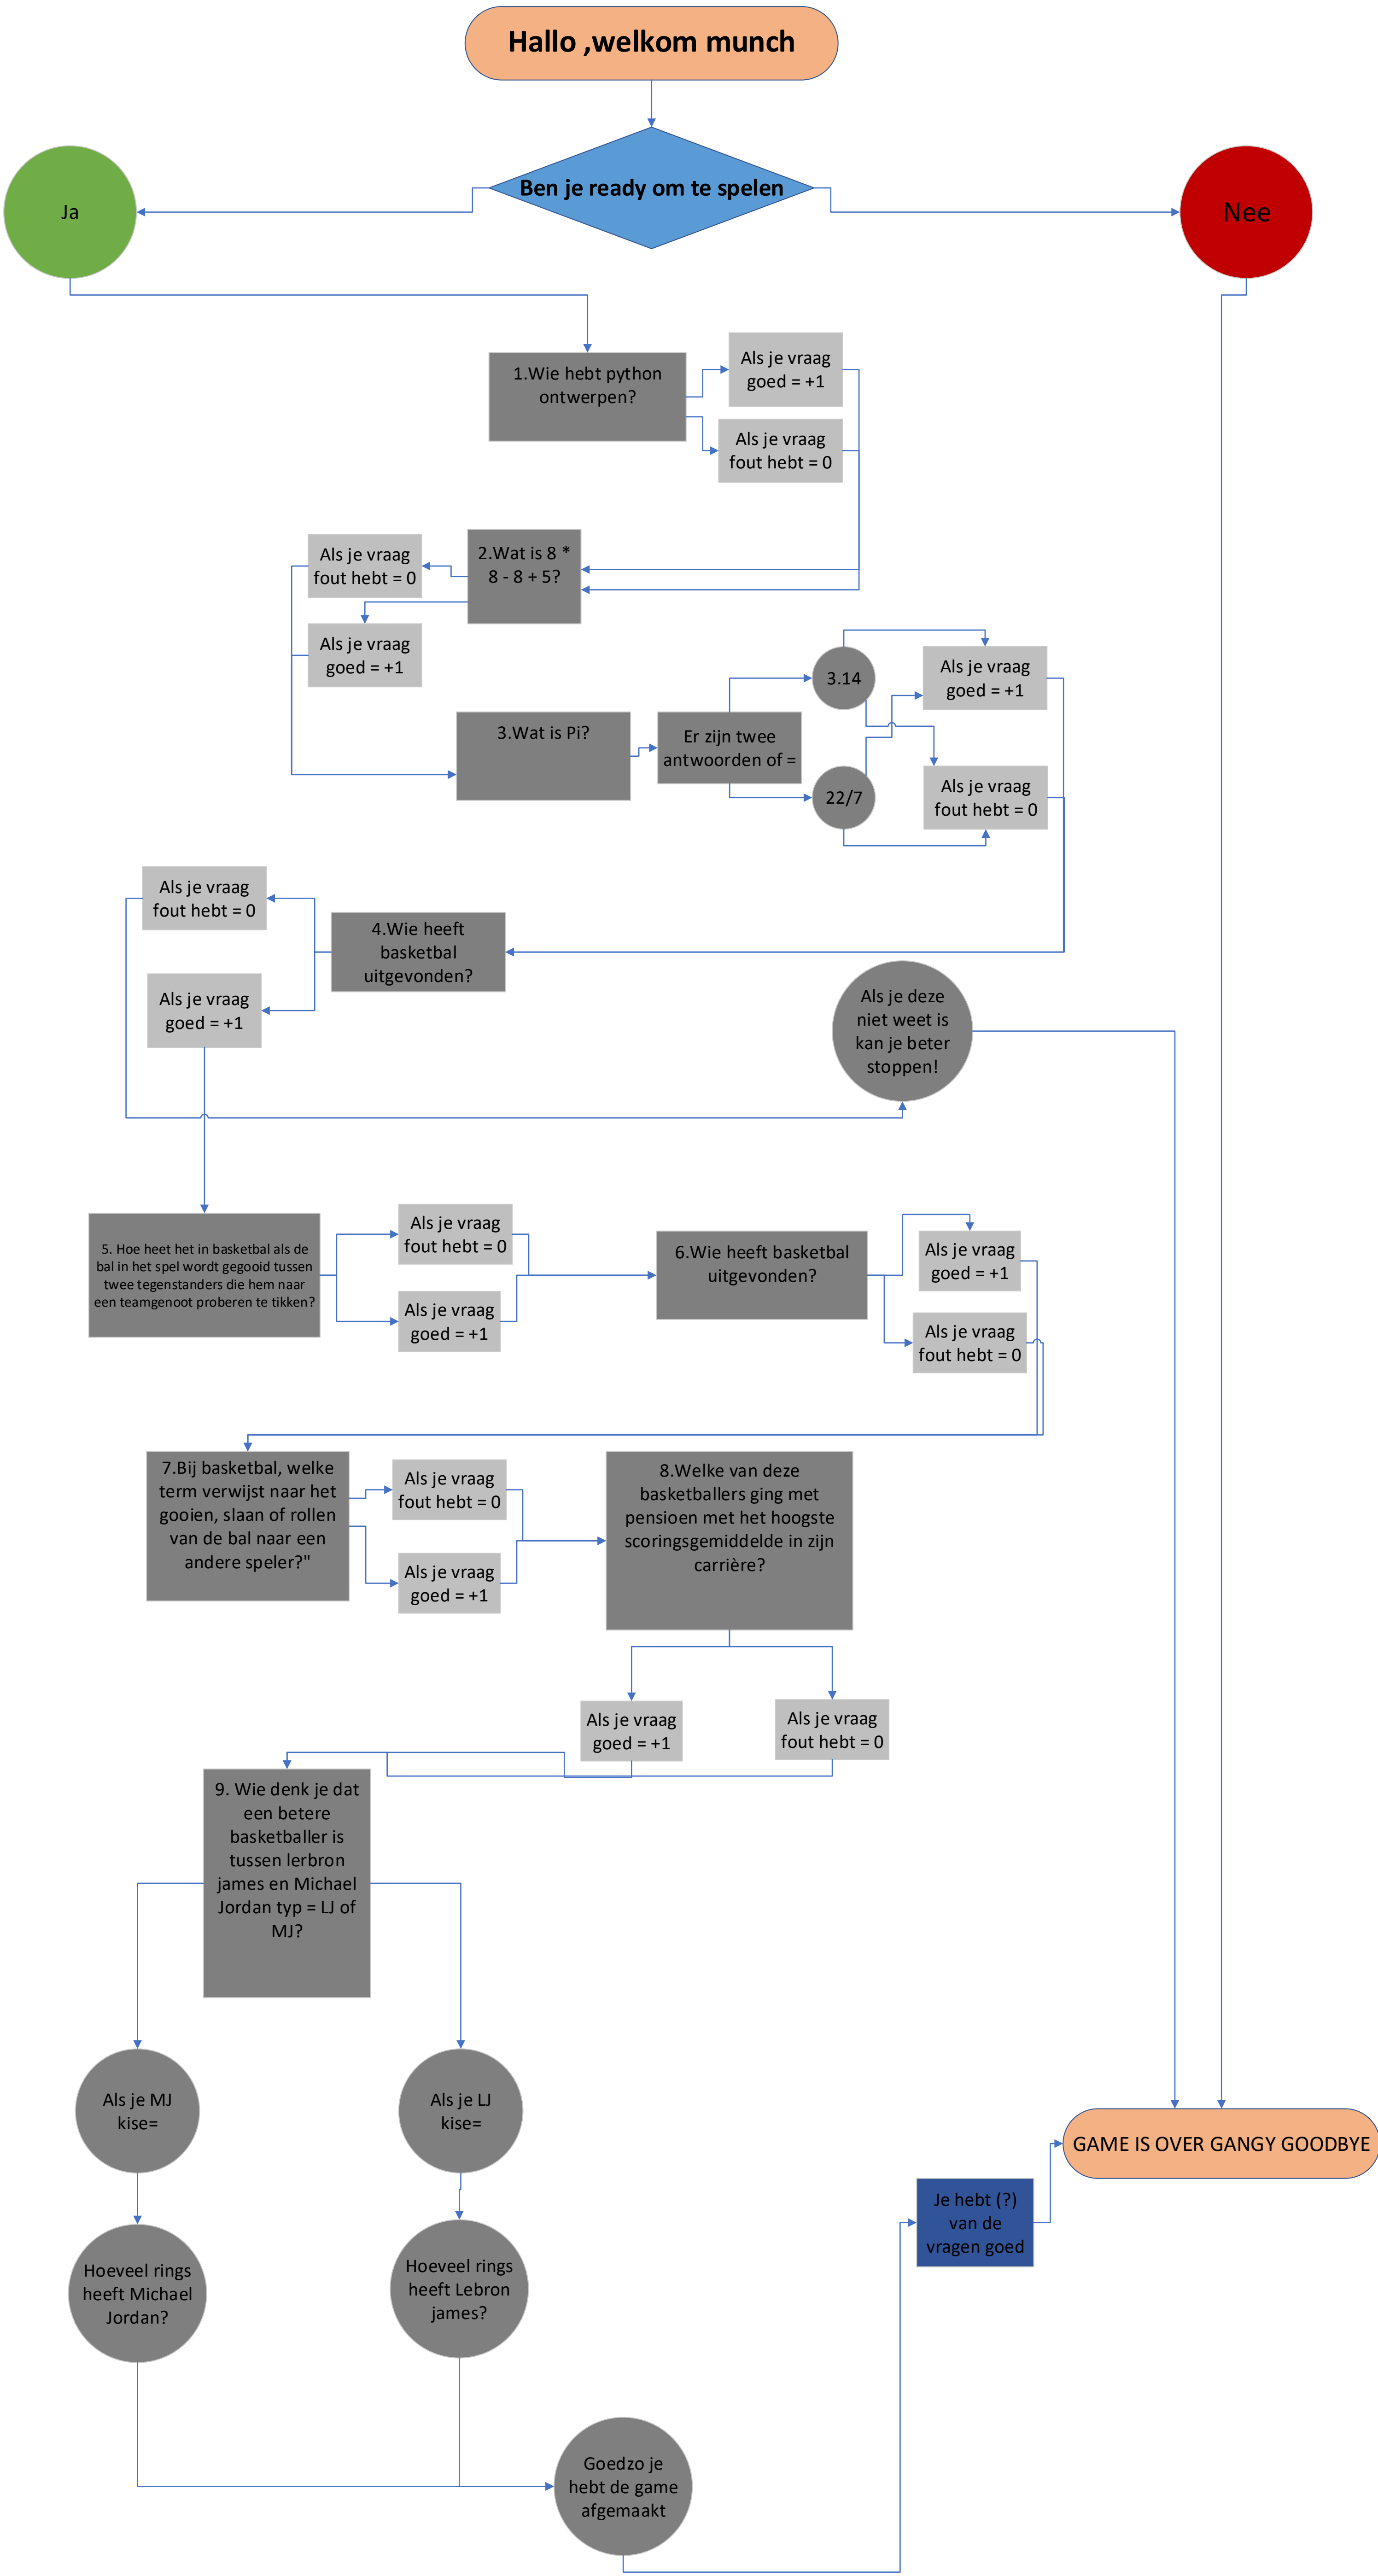 Hallo ,welkom munch
Ben je ready om te spelen
Ja
Nee
1.Wie hebt python
ontwerpen?
Als je vraag
goed = +1
Als je vraag
fout hebt = 0
2.Wat is 8 *
8 - 8 + 5?
Als je vraag
fout hebt = 0
Als je vraag
goed = +1
3.Wat is Pi?
Er zijn twee
antwoorden of =
3.14
22/7
Als je vraag
goed = +1
Als je vraag
fout hebt = 0
4.Wie heeft
basketbal
uitgevonden?
Als je vraag
fout hebt = 0
Als je vraag
goed = +1
Als je deze
niet weet is
kan je beter
stoppen!
5. Hoe heet het in basketbal als de
bal in het spel wordt gegooid tussen
twee tegenstanders die hem naar
een teamgenoot proberen te tikken?
Als je vraag
fout hebt = 0
Als je vraag
goed = +1
6.Wie heeft basketbal
uitgevonden?
Als je vraag
goed = +1
Als je vraag
fout hebt = 0
7.Bij basketbal, welke
term verwijst naar het
gooien, slaan of rollen
van de bal naar een
andere speler?"
Als je vraag
fout hebt = 0
Als je vraag
goed = +1
8.Welke van deze
basketballers ging met
pensioen met het hoogste
scoringsgemiddelde in zijn
carrière?
Als je vraag
goed = +1
Als je vraag
fout hebt = 0
9. Wie denk je dat
een betere
basketballer is
tussen lerbron
james en Michael
Jordan typ = LJ of
MJ?
Als je MJ
kise=
Als je LJ
kise=
Hoeveel rings
heeft Michael
Jordan?
Hoeveel rings
heeft Lebron
james?
Goedzo je
hebt de game
afgemaakt
Je hebt (?)
van de
vragen goed
GAME IS OVER GANGY GOODBYE